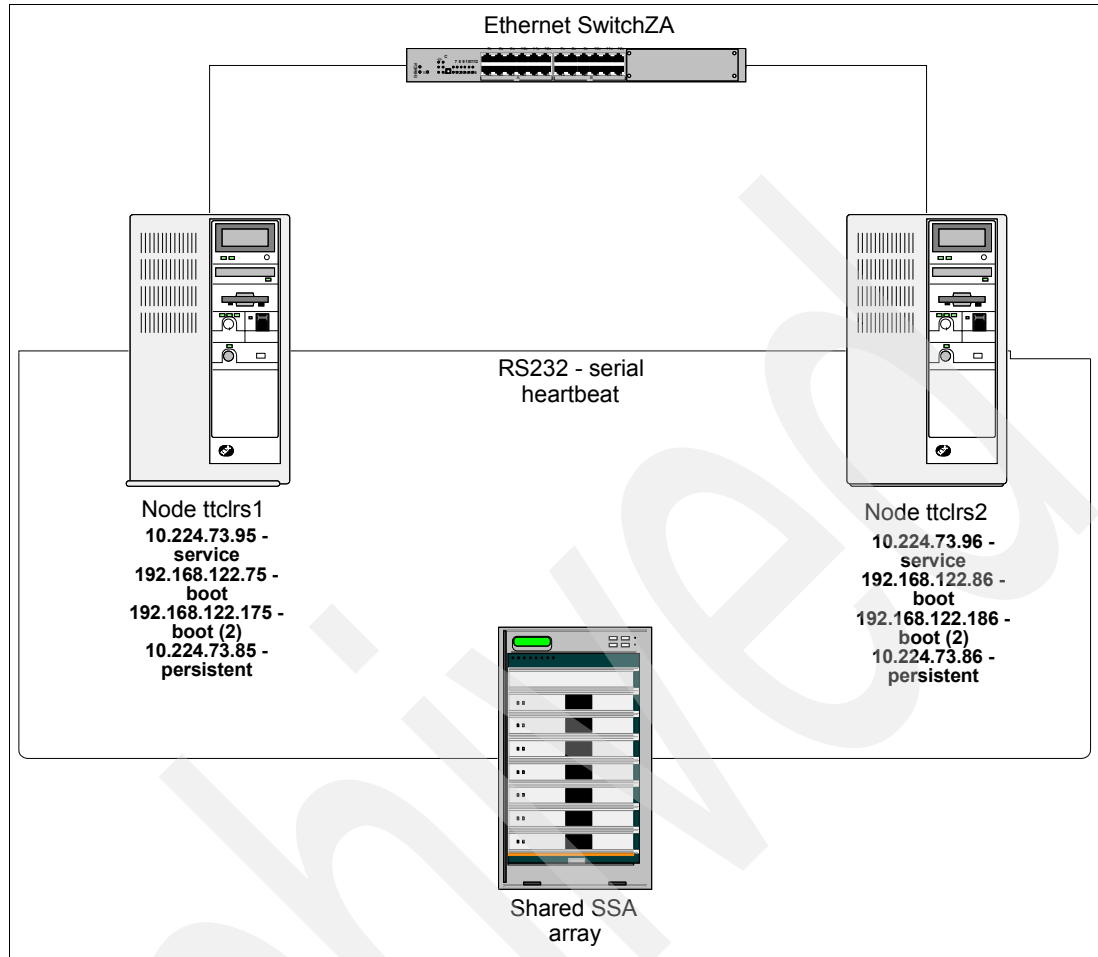 Ethernet SwitchZA
RS232 - serial
heartbeat
Node ttclrs1
10.224.73.95 -
service
192.168.122.75 -
boot
192.168.122.175 -
boot (2)
10.224.73.85 -
persistent
Node ttclrs2
10.224.73.96 -
service
192.168.122.86 -
boot
192.168.122.186 -
boot (2)
10.224.73.86 -
persistent
Shared SSA
array